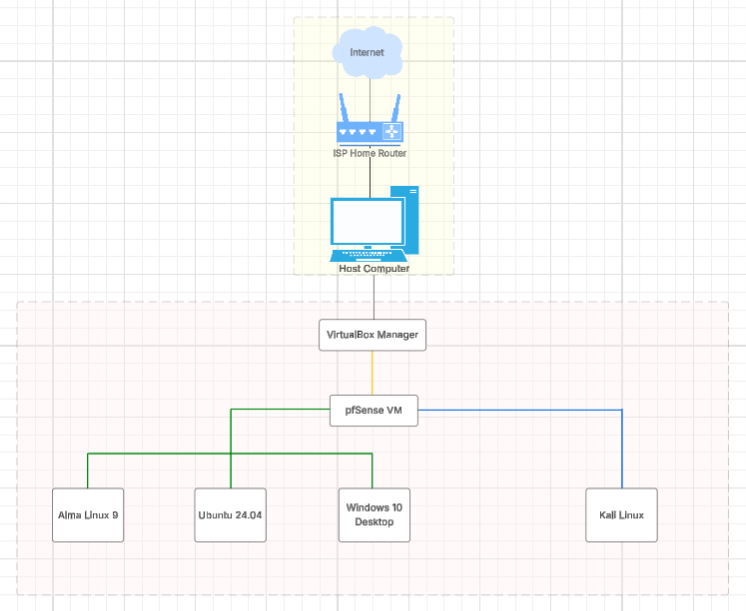 Internet
ISP Home Router
Host Computer
VirtualBox Manager
pfSense VM
Alma Linux 9
Ubuntu 24.04
Windows 10
Desktop
Kali Linux